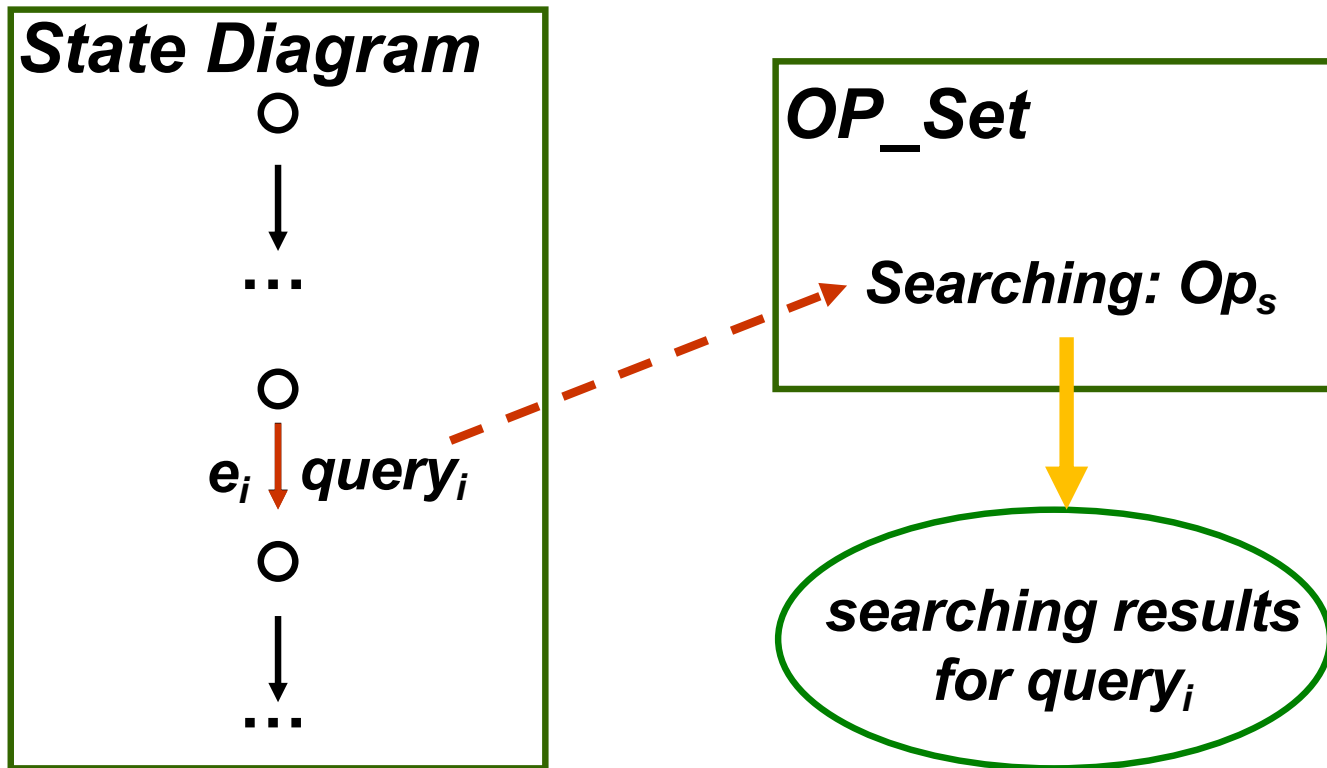 State Diagram
...
e_i query_i
...
OP_Set
Searching: Op_s
searching results
for query_i